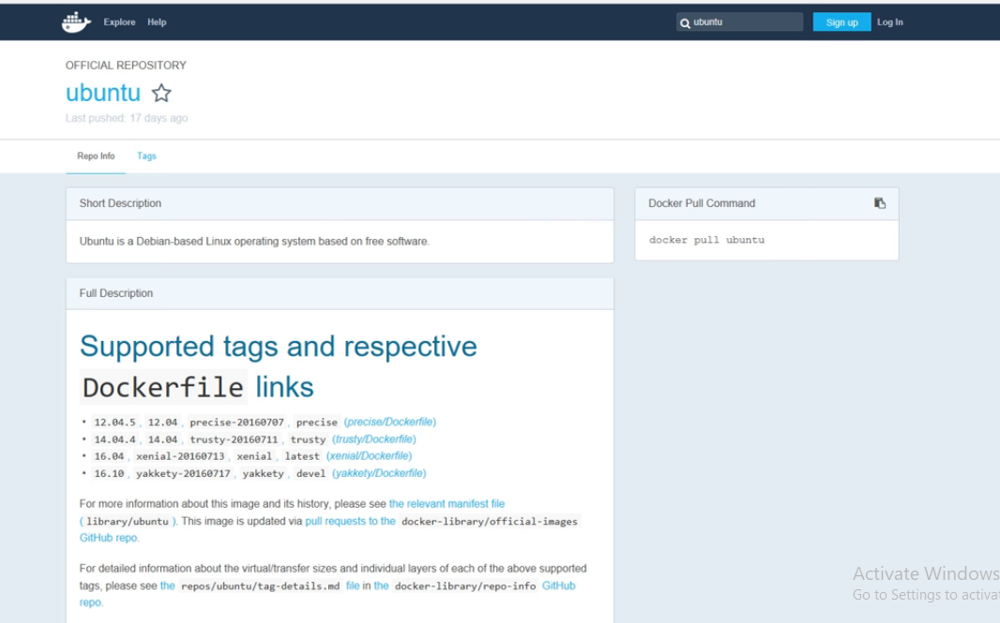 Explore Help ubuntu Sign up Log In
OFFICIAL REPOSITORY
ubuntu
Last pushed: 17 days ago
Repo Info Tags
Short Description
Ubuntu is a Debian-based Linux operating system based on free software.
Docker Pull Command
docker pull ubuntu
Full Description
Supported tags and respective
Dockerfile links
• 12.04.5 , 12.04 , precise-20160707 , precise (precise/Dockerfile)
• 14.04.4 , 14.04 , trusty-20160711 , trusty (trusty/Dockerfile)
• 16.04 , xenial-20160713 , xenial , latest (xenial/Dockerfile)
• 16.10 , yakkety-20160717 , yakkety , devel (yakkety/Dockerfile)
For more information about this image and its history, please see the relevant manifest file
( library/ubuntu ). This image is updated via pull requests to the docker-library/official-images
GitHub repo.
For detailed information about the virtual/transfer sizes and individual layers of each of the above supported
tags, please see the repos/ubuntu/tag-details.md file in the docker-library/repo-info GitHub
repo.
Activate Windows
Go to Settings to activa